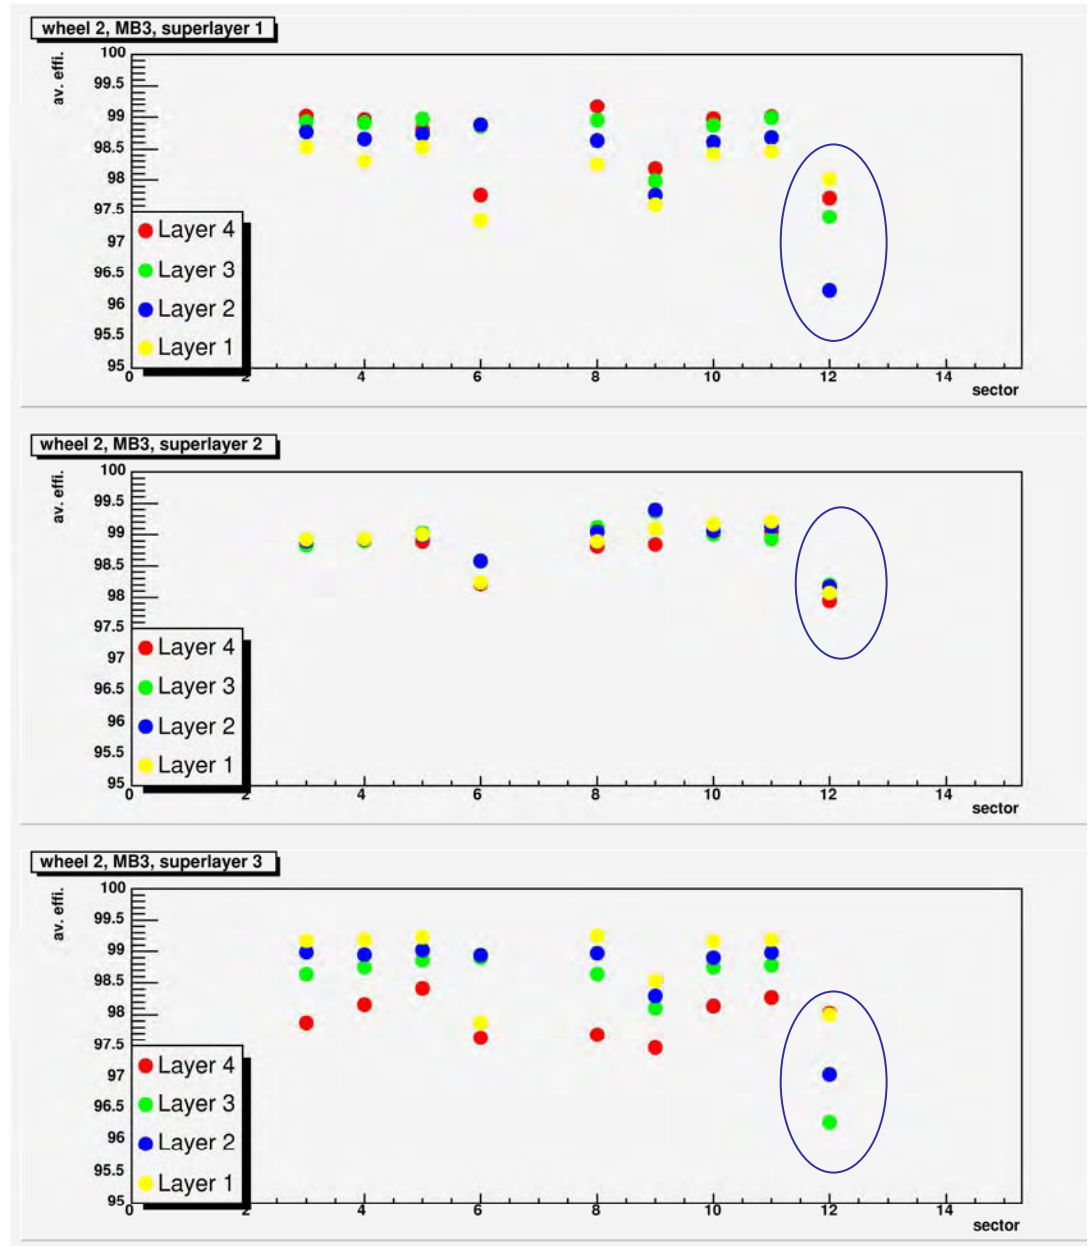 wheel 2, MB3, superlayer 1
av. effi.
100
99.5
99
98.5
98
97.5
97
96.5
96
95.5
95
Layer 4
Layer 3
Layer 2
Layer 1
0 2 4 6 8 10 12 14
sector
wheel 2, MB3, superlayer 2
av. effi.
100
99.5
99
98.5
98
97.5
97
96.5
96
95.5
95
Layer 4
Layer 3
Layer 2
Layer 1
0 2 4 6 8 10 12 14
sector
wheel 2, MB3, superlayer 3
av. effi.
100
99.5
99
98.5
98
97.5
97
96.5
96
95.5
95
Layer 4
Layer 3
Layer 2
Layer 1
0 2 4 6 8 10 12 14
sector